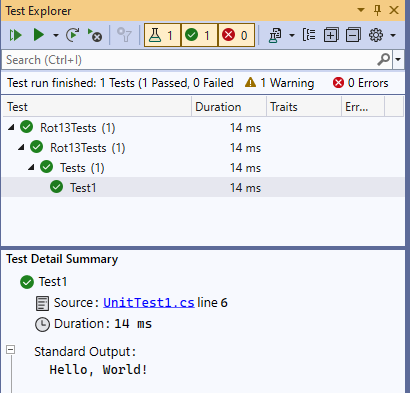 Test Explorer
1 1 0
Search (Ctrl+I)
Test run finished: 1 Tests (1 Passed, 0 Failed 1 Warning 0 Errors
Test Duration Traits Err...
Rot13Tests (1) 14 ms
Rot13Tests (1) 14 ms
Tests (1) 14 ms
Test1 14 ms
Test Detail Summary
Test1
Source: UnitTest1.cs line 6
Duration: 14 ms
Standard Output:
Hello, World!